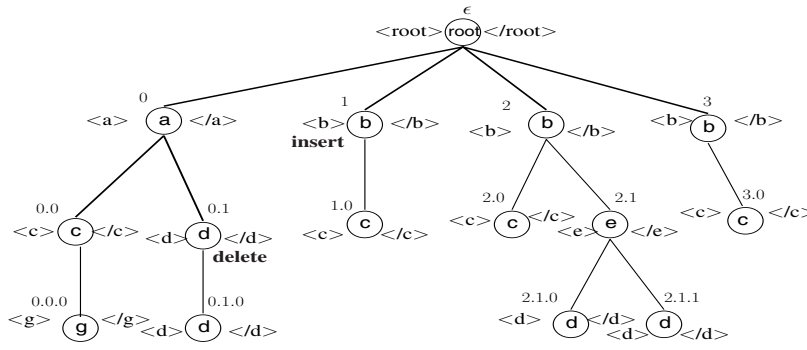 ϵ
<root> root </root>
0 1 2 3
<a> a </a> <b> b </b> <b> b </b> <b> b </b>
insert
0.0 0.1 1.0 2.0 2.1 3.0
<c> c </c> <d> d </d> <c> c </c> <c> c </c> <e> e </e> <c> c </c>
delete
0.0.0 0.1.0 2.1.0 2.1.1
<g> g </g> <d> d </d> <d> d </d> <d> d </d>